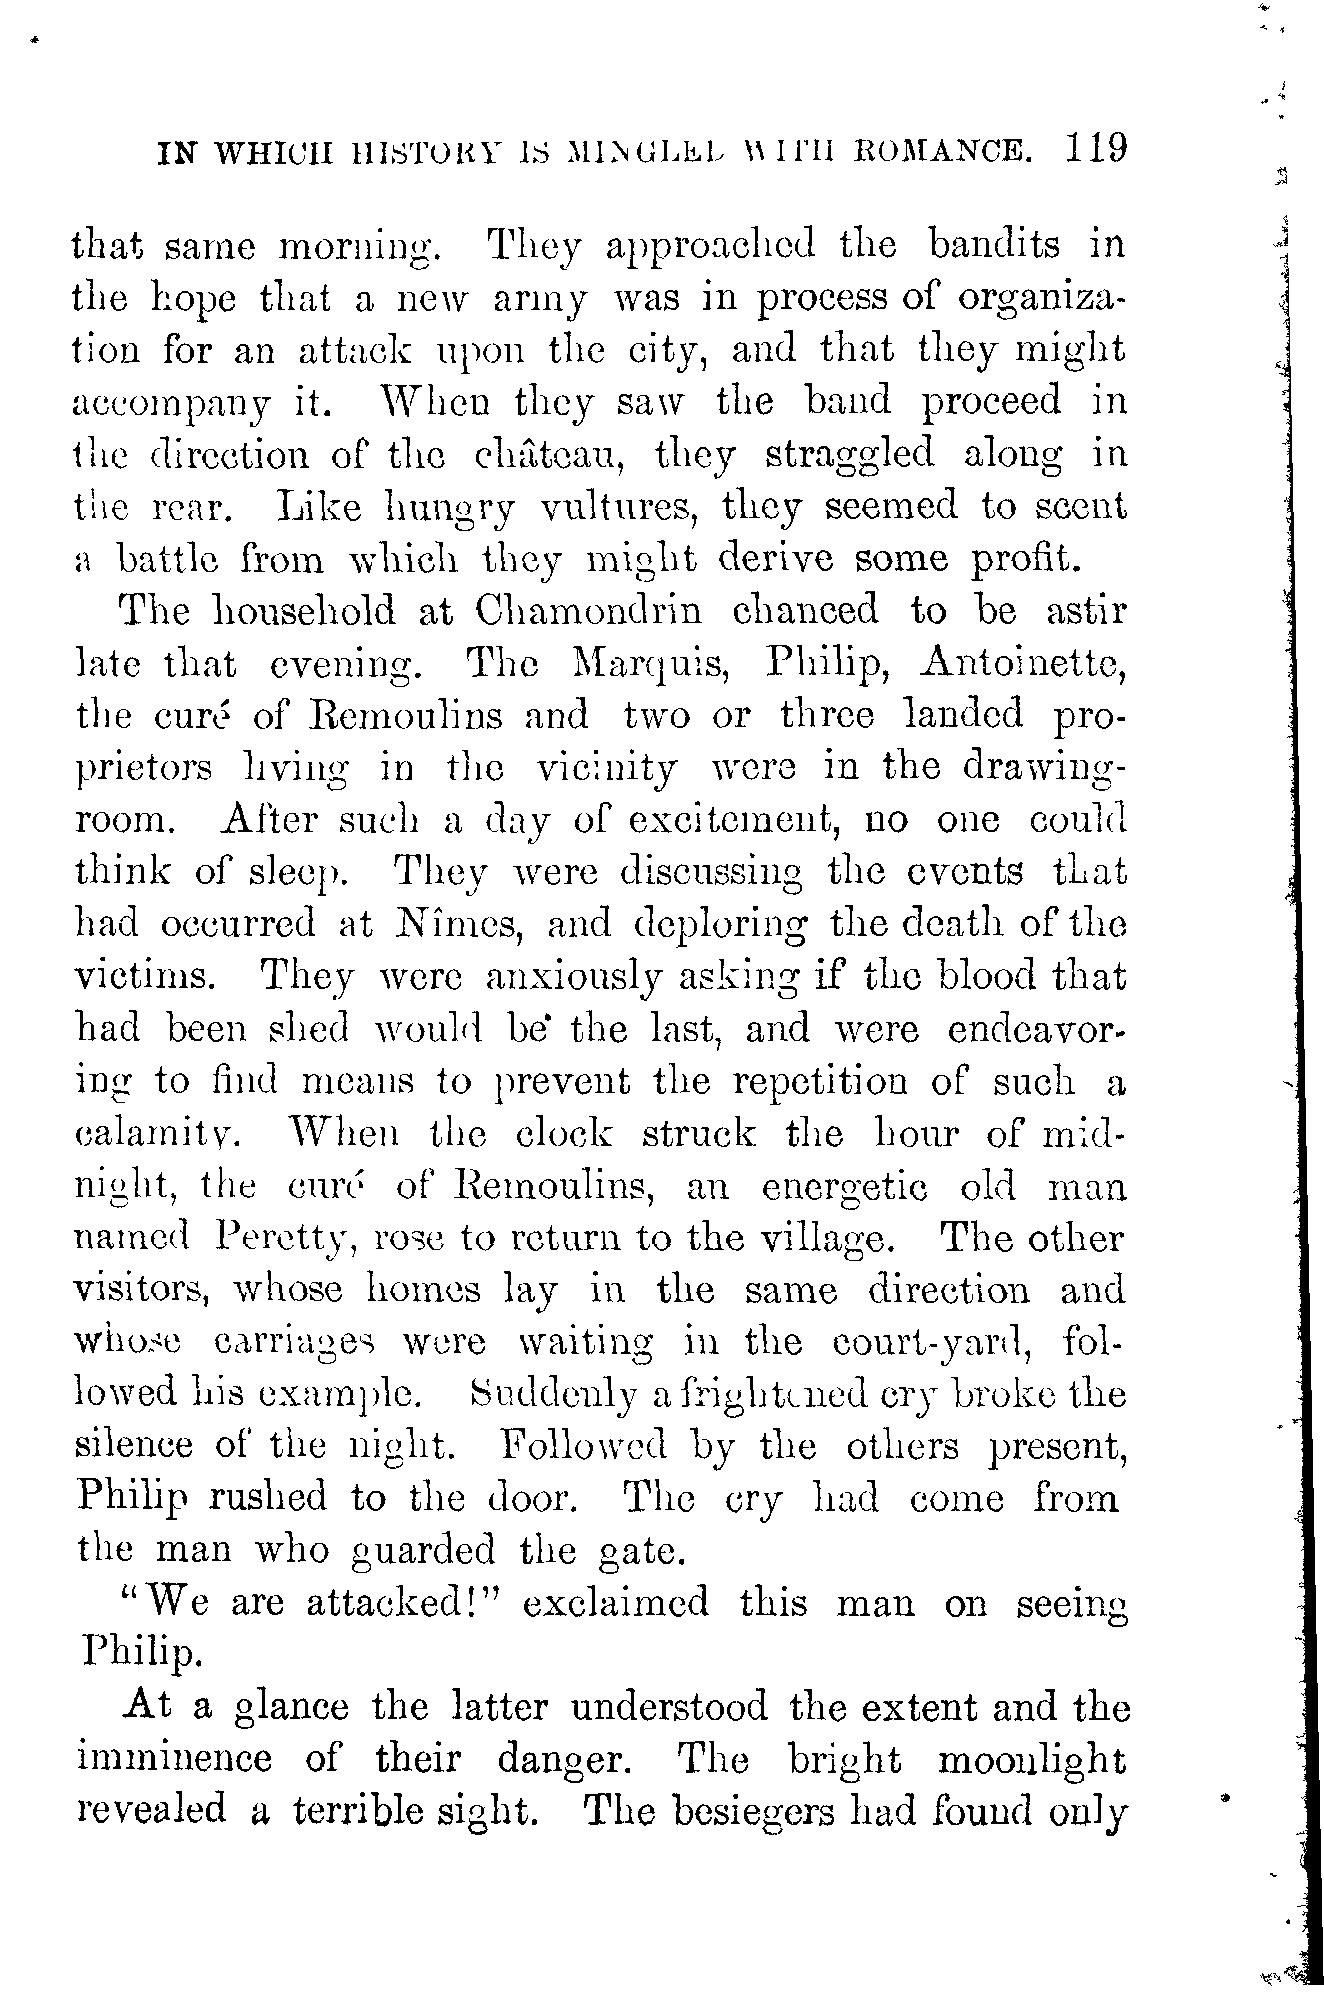 IN WHICH HISTORY IS MINGLED WITH ROMANCE. 119
that same morning. They approached the bandits in
the hope that a new army was in process of organiza-
tion for an attack upon the city, and that they might
accompany it. When they saw the band proceed in
the direction of the château, they straggled along in
the rear. Like hungry vultures, they seemed to scent
a battle from which they might derive some profit.
The household at Chamondrin chanced to be astir
late that evening. The Marquis, Philip, Antoinette,
the curé of Remoulins and two or three landed pro-
prietors living in the vicinity were in the drawing-
room. After such a day of excitement, no one could
think of sleep. They were discussing the events that
had occurred at Nîmes, and deploring the death of the
victims. They were anxiously asking if the blood that
had been shed would be the last, and were endeavor-
ing to find means to prevent the repetition of such a
calamity. When the clock struck the hour of mid-
night, the curé of Remoulins, an energetic old man
named Peretty, rose to return to the village. The other
visitors, whose homes lay in the same direction and
whose carriages were waiting in the court-yard, fol-
lowed his example. Suddenly a frightened cry broke the
silence of the night. Followed by the others present,
Philip rushed to the door. The cry had come from
the man who guarded the gate.
"We are attacked!" exclaimed this man on seeing
Philip.
At a glance the latter understood the extent and the
imminence of their danger. The bright moonlight
revealed a terrible sight. The besiegers had found only